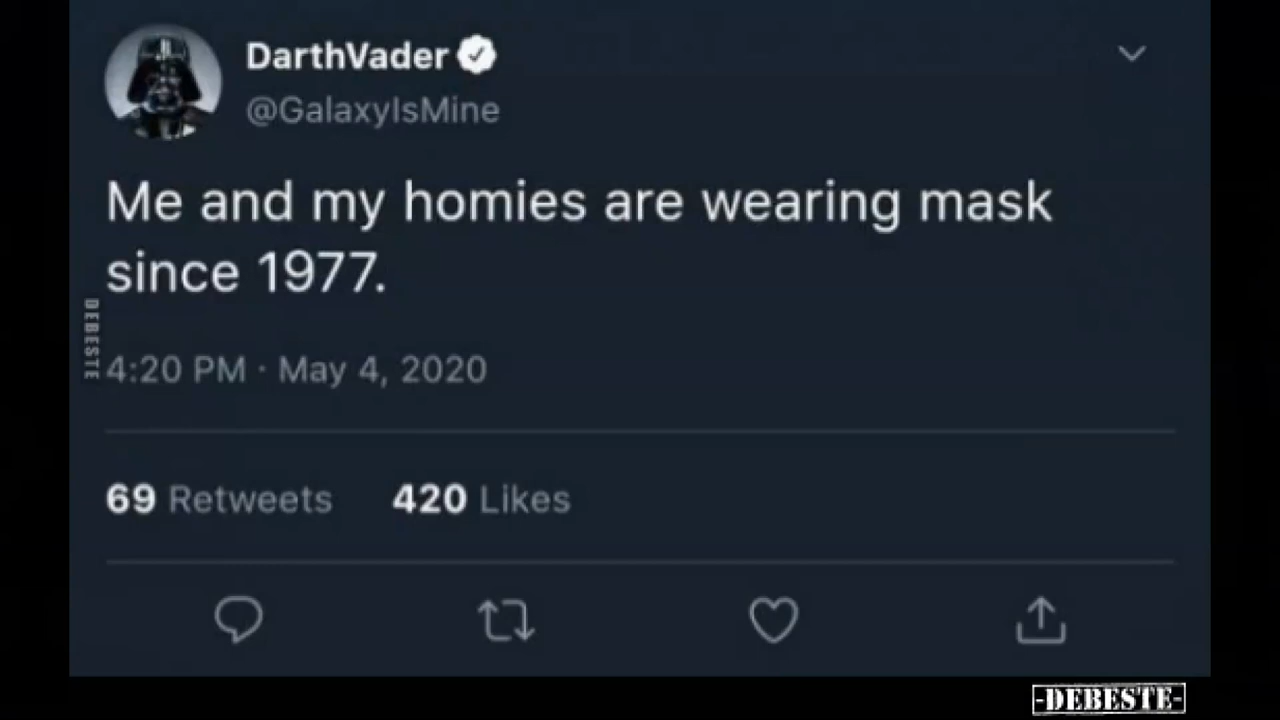 DarthVader
@GalaxyIsMine
Me and my homies are wearing mask
since 1977.
DEBESTE
4:20 PM · May 4, 2020
69 Retweets 420 Likes
-DEBESTE-